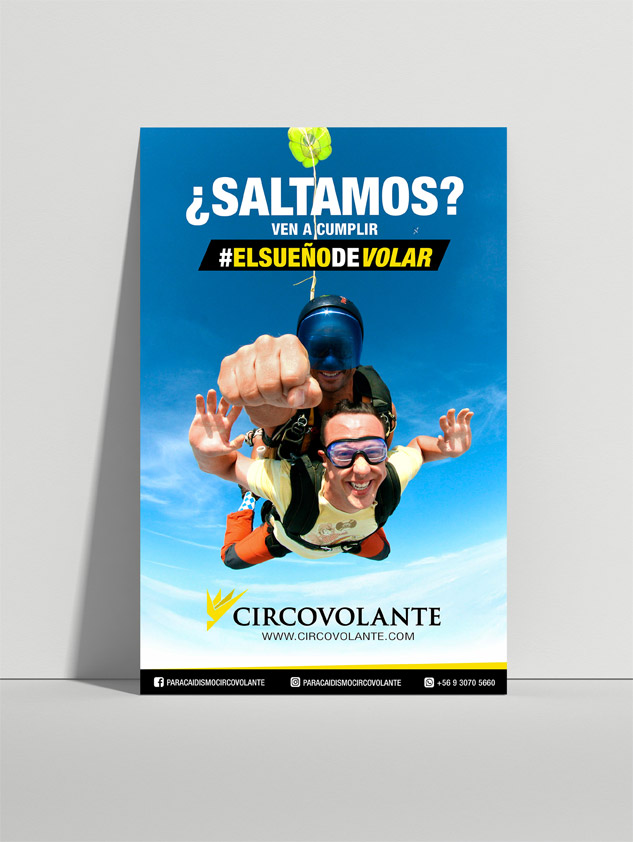 ¿SALTAMOS?
VEN A CUMPLIR
#ELSUEÑODEVOLAR
CIRCOVOLANTE
WWW.CIRCOVOLANTE.COM
PARACAIDISMOCIRCOVOLANTE PARACAIDISMOCIRCOVOLANTE +56 9 3070 5660